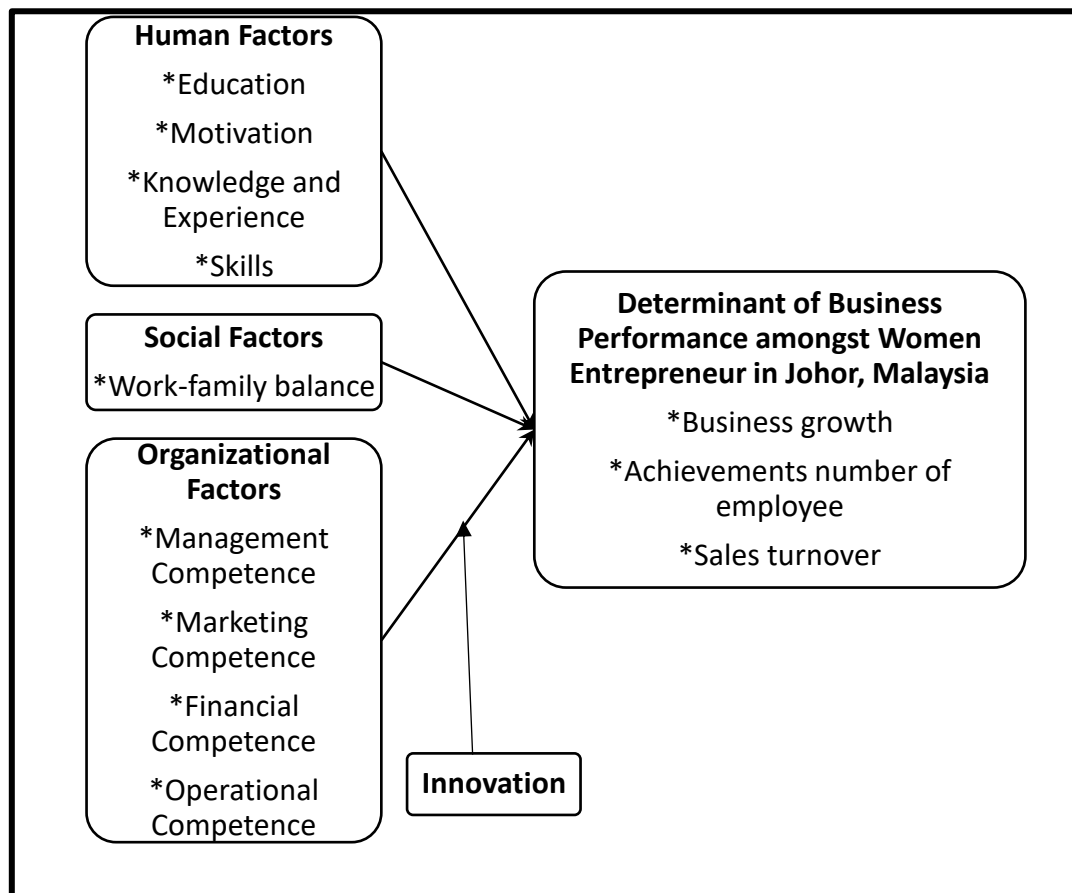 Human Factors
*Education
*Motivation
*Knowledge and
Experience
*Skills
Social Factors
*Work-family balance
Organizational
Factors
*Management
Competence
*Marketing
Competence
*Financial
Competence
*Operational
Competence
Innovation
Determinant of Business
Performance amongst Women
Entrepreneur in Johor, Malaysia
*Business growth
*Achievements number of
employee
*Sales turnover